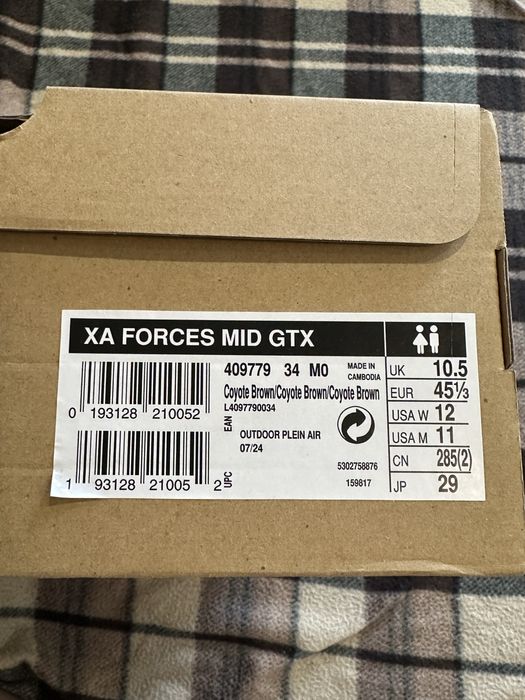 XA FORCES MID GTX
409779 34 M0
MADE IN
CAMBODIA
Coyote Brown/Coyote Brown/Coyote Brown
L4097790034
0 193128 210052
EAN
OUTDOOR PLEIN AIR
07/24
5302758876
159817
1 93128 21005 2
UPC
UK 10.5
EUR 45⅓
USA W 12
USA M 11
CN 285(2)
JP 29